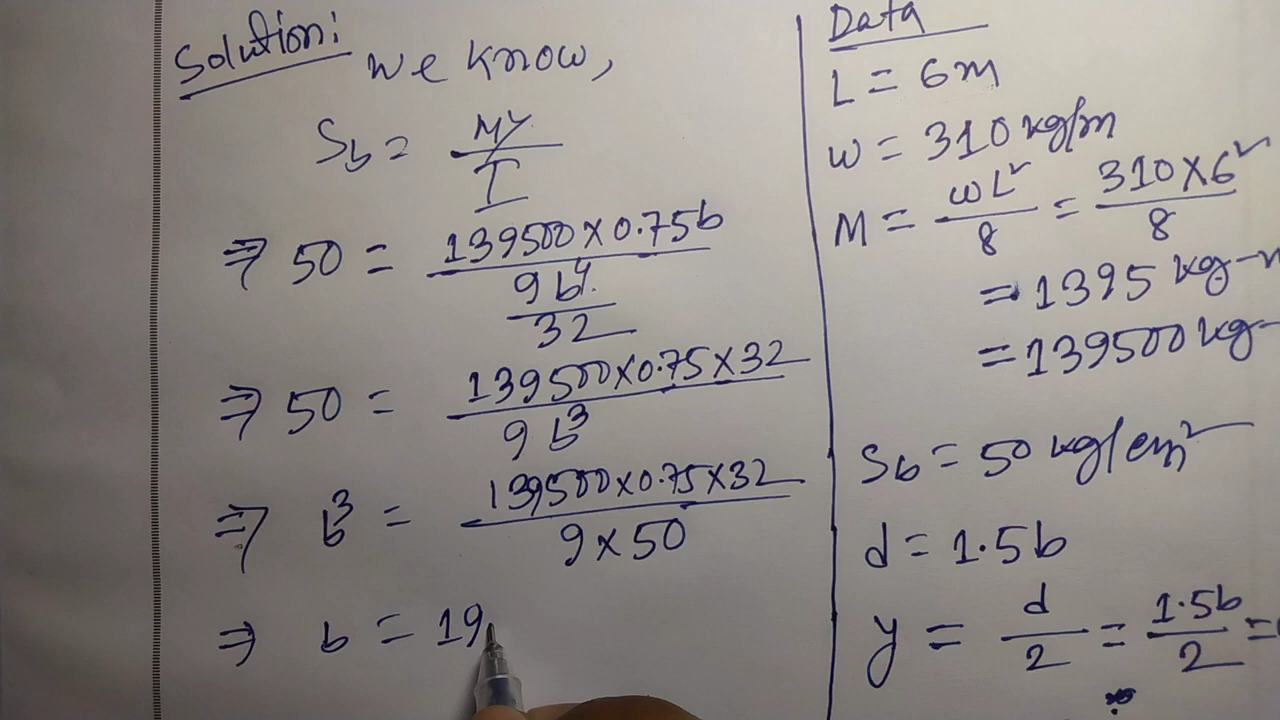 Solution: We know,
S_b = MY/I
⇒ 50 = (139500 × 0.75b)/(9b⁴/32)
⇒ 50 = (139500×0.75×32)/(9b³)
⇒ b³ = (139500×0.75×32)/(9×50)
⇒ b = 19
Data
L = 6m
w = 310 kg/m
M = wL²/8 = (310×6²)/8
= 1395 kg-m
= 139500 kg-
S_b = 50 kg/cm²
d = 1.5b
y = d/2 = 1.5b/2 =